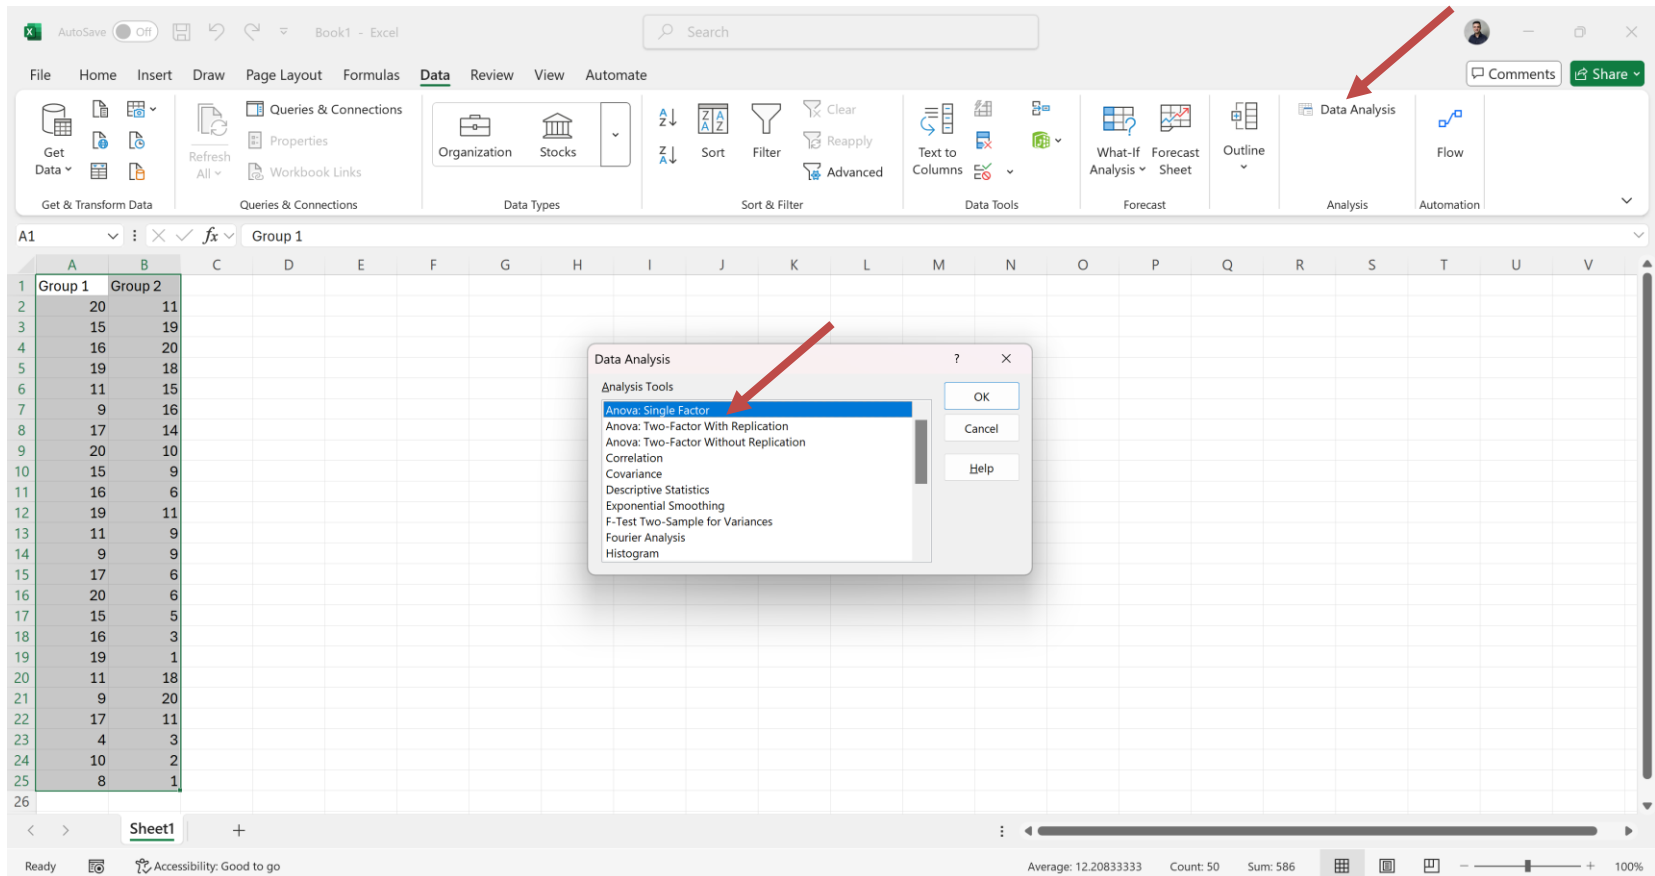 AutoSave Off Book1 - Excel Search
File Home Insert Draw Page Layout Formulas Data Review View Automate Comments Share
Get Data
Refresh All
Queries & Connections
Properties
Workbook Links
Organization Stocks
Sort
Filter
Clear
Reapply
Advanced
Text to Columns
What-If Analysis
Forecast Sheet
Outline
Data Analysis
Flow
Get & Transform Data Queries & Connections Data Types Sort & Filter Data Tools Forecast Analysis Automation
A1 fx Group 1
A B C D E F G H I J K L M N O P Q R S T U V
1 Group 1 Group 2
2 20 11
3 15 19
4 16 20
5 19 18
6 11 15
7 9 16
8 17 14
9 20 10
10 15 9
11 16 6
12 19 11
13 11 9
14 9 9
15 17 6
16 20 6
17 15 5
18 16 3
19 19 1
20 11 18
21 9 20
22 17 11
23 4 3
24 10 2
25 8 1
26
Data Analysis ?
Analysis Tools
Anova: Single Factor
Anova: Two-Factor With Replication
Anova: Two-Factor Without Replication
Correlation
Covariance
Descriptive Statistics
Exponential Smoothing
F-Test Two-Sample for Variances
Fourier Analysis
Histogram
OK
Cancel
Help
Sheet1
Ready Accessibility: Good to go Average: 12.20833333 Count: 50 Sum: 586 100%